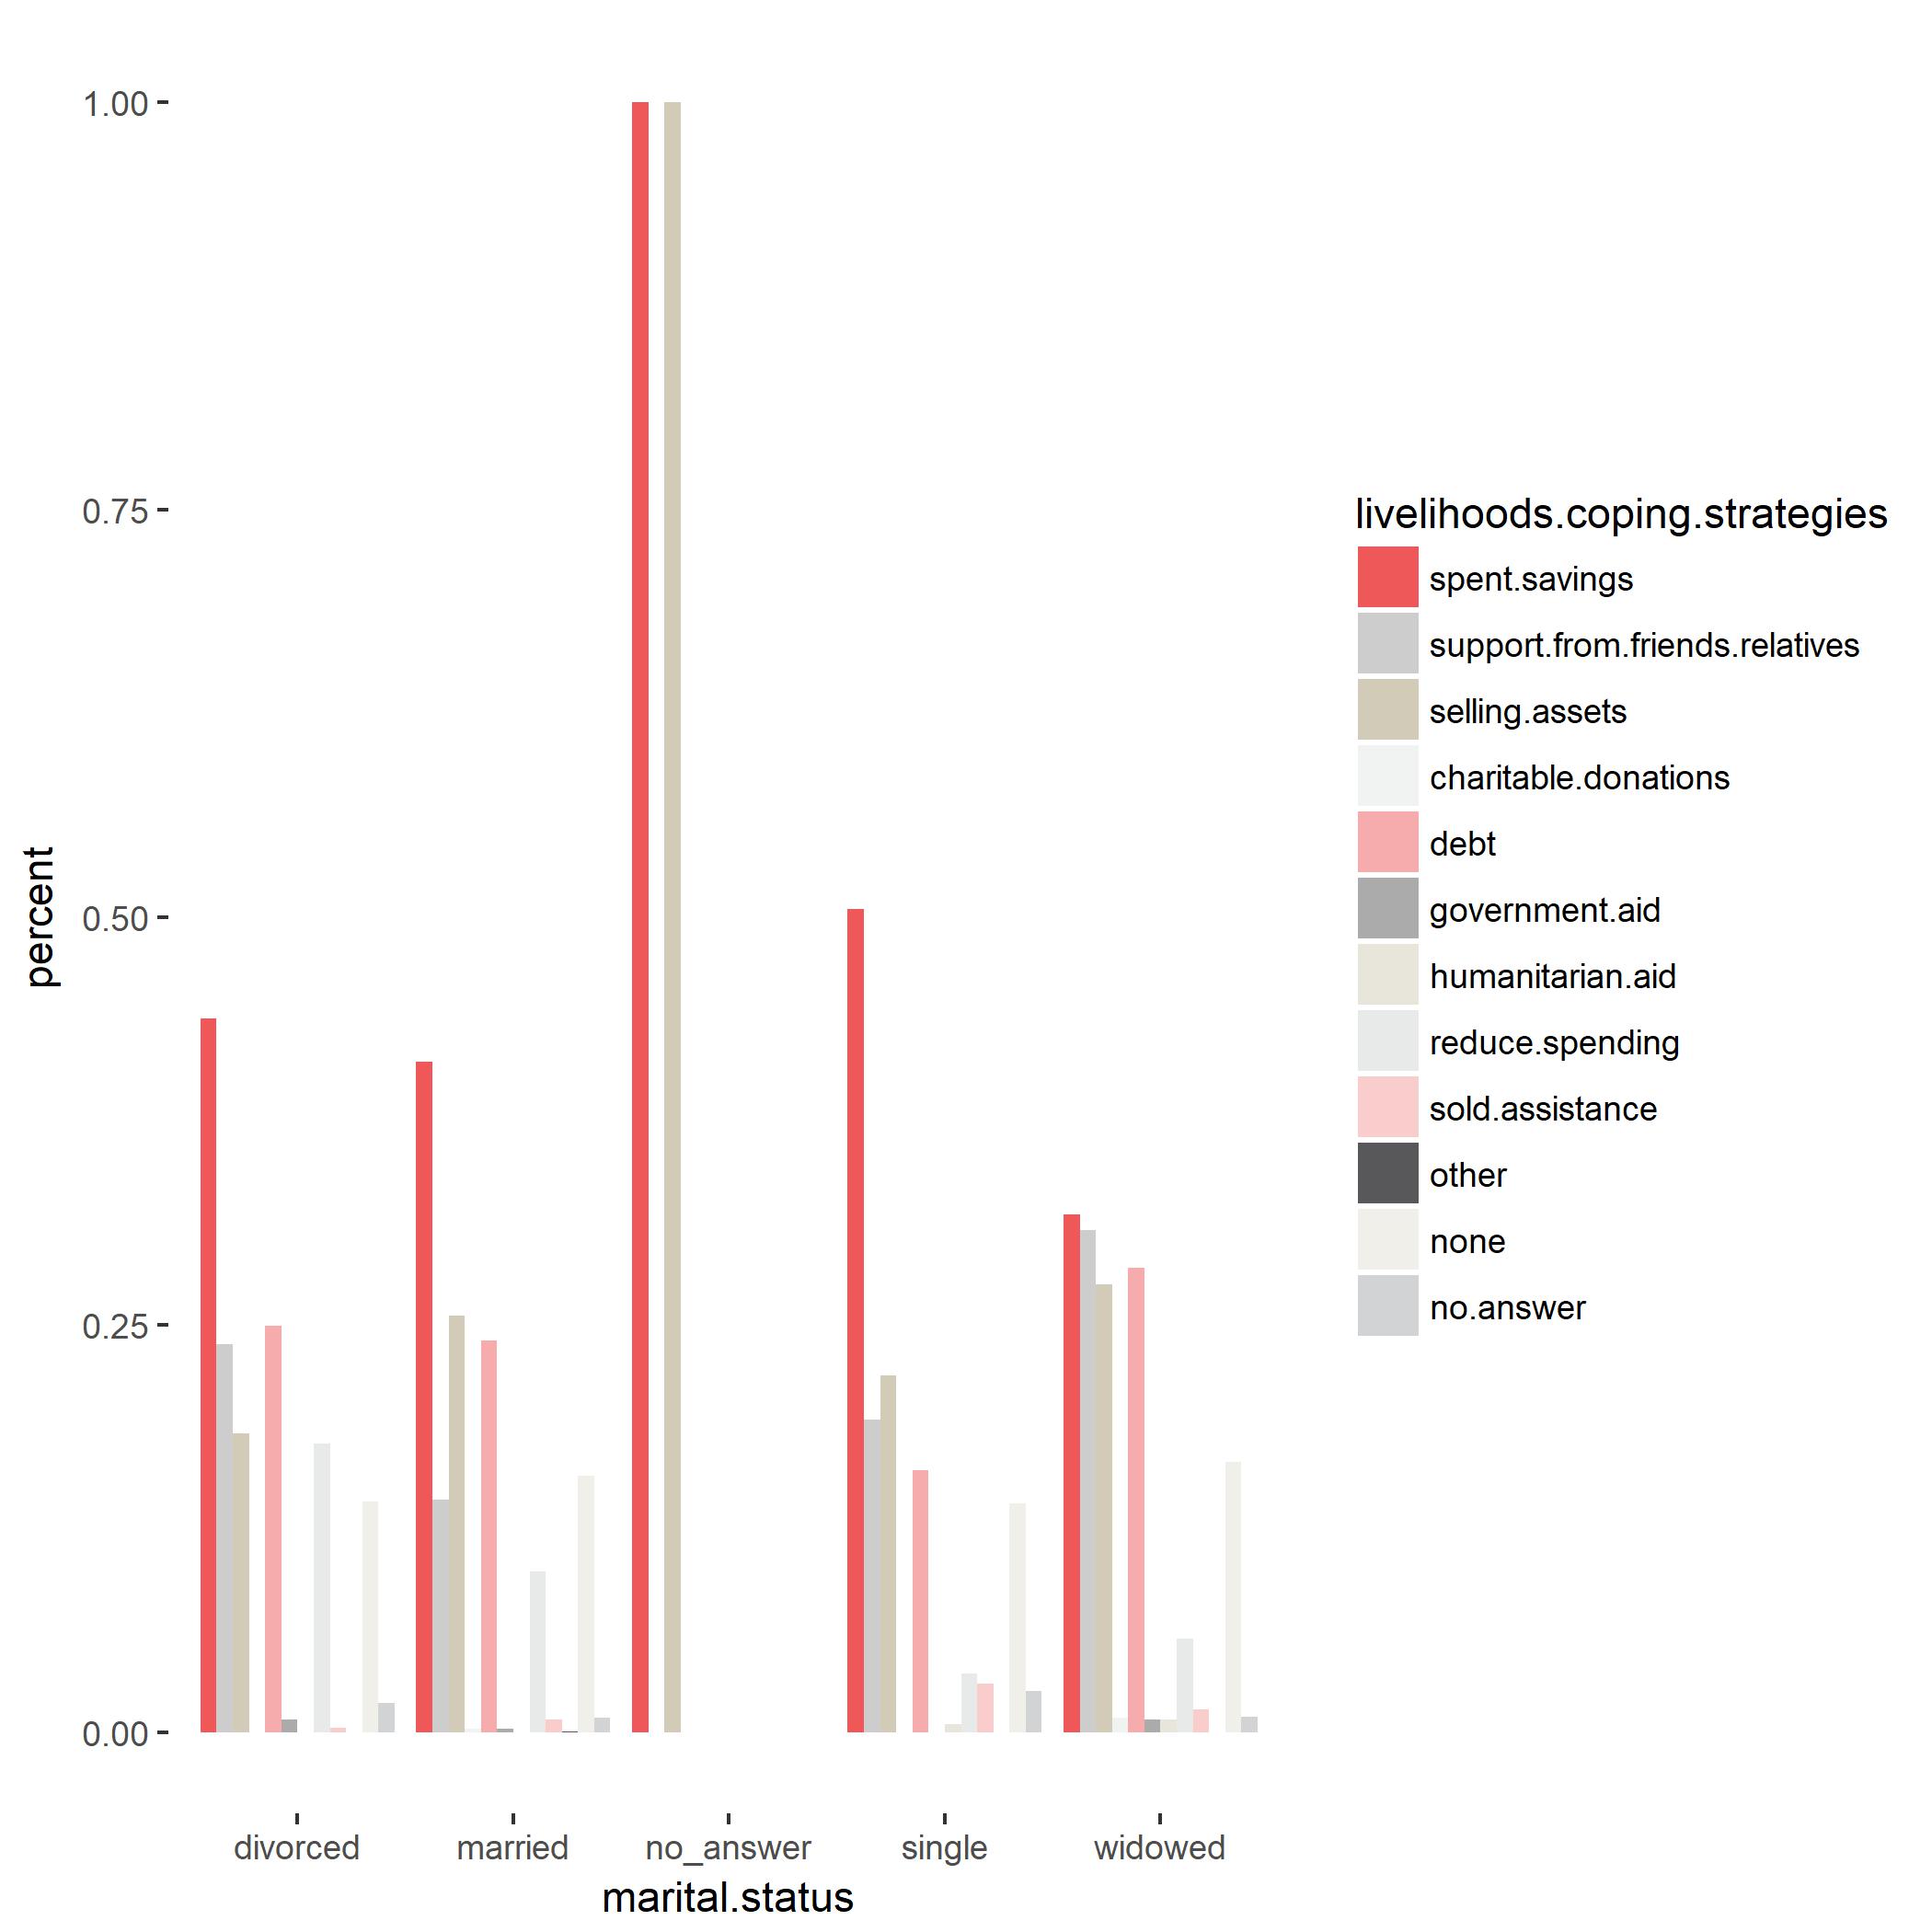 1.00
0.75
0.50
0.25
0.00
percent
divorced
married
no_answer
single
widowed
marital.status
livelihoods.coping.strategies
spent.savings
support.from.friends.relatives
selling.assets
charitable.donations
debt
government.aid
humanitarian.aid
reduce.spending
sold.assistance
other
none
no.answer